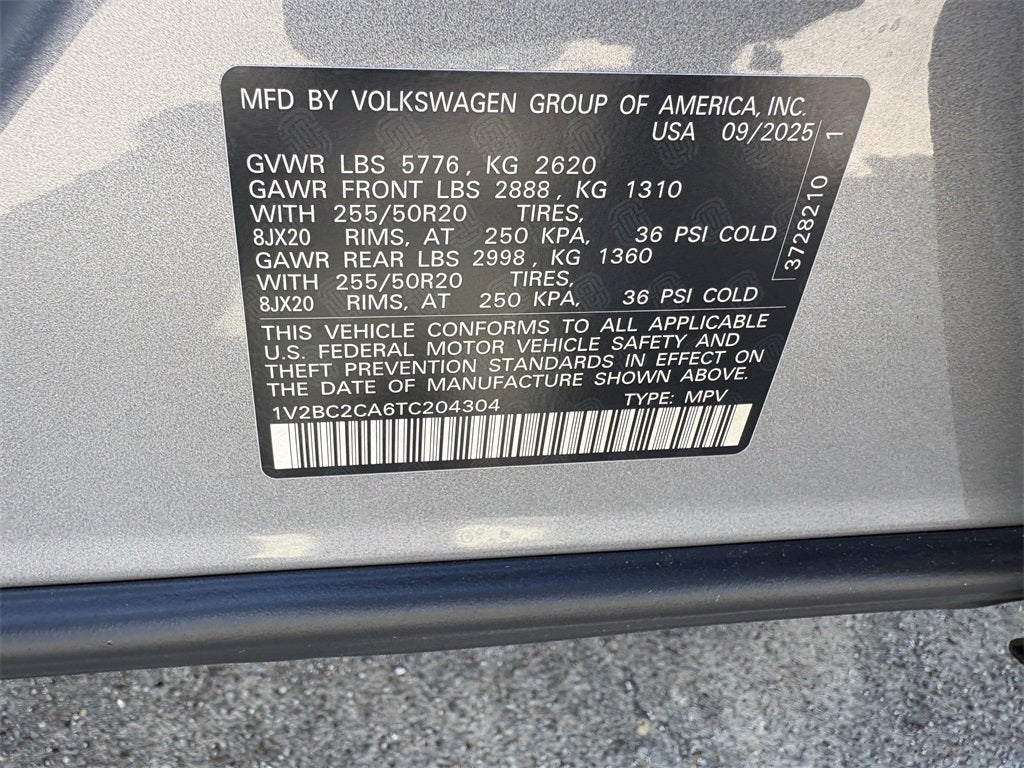 MFD BY VOLKSWAGEN GROUP OF AMERICA, INC.
USA 09/2025
GVWR LBS 5776, KG 2620
GAWR FRONT LBS 2888, KG 1310
WITH 255/50R20 TIRES,
8JX20 RIMS, AT 250 KPA, 36 PSI COLD
GAWR REAR LBS 2998, KG 1360
WITH 255/50R20 TIRES,
8JX20 RIMS, AT 250 KPA, 36 PSI COLD
THIS VEHICLE CONFORMS TO ALL APPLICABLE
U.S. FEDERAL MOTOR VEHICLE SAFETY AND
THEFT PREVENTION STANDARDS IN EFFECT ON
THE DATE OF MANUFACTURE SHOWN ABOVE.
1V2BC2CA6TC204304 TYPE: MPV
3728210 1